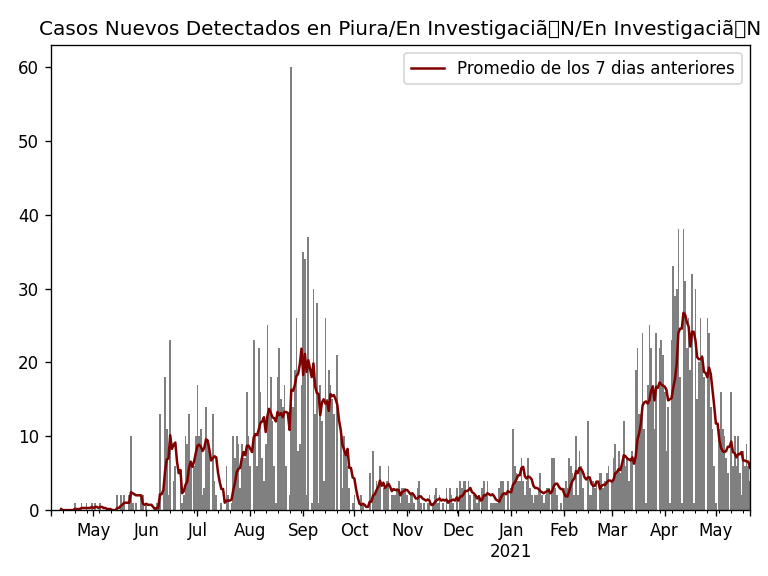 Casos Nuevos Detectados en Piura/En Investigaciã▯N/En Investigaciã▯N
Promedio de los 7 dias anteriores
60
50
40
30
20
10
0
May Jun Jul Aug Sep Oct Nov Dec Jan Feb Mar Apr May
2021